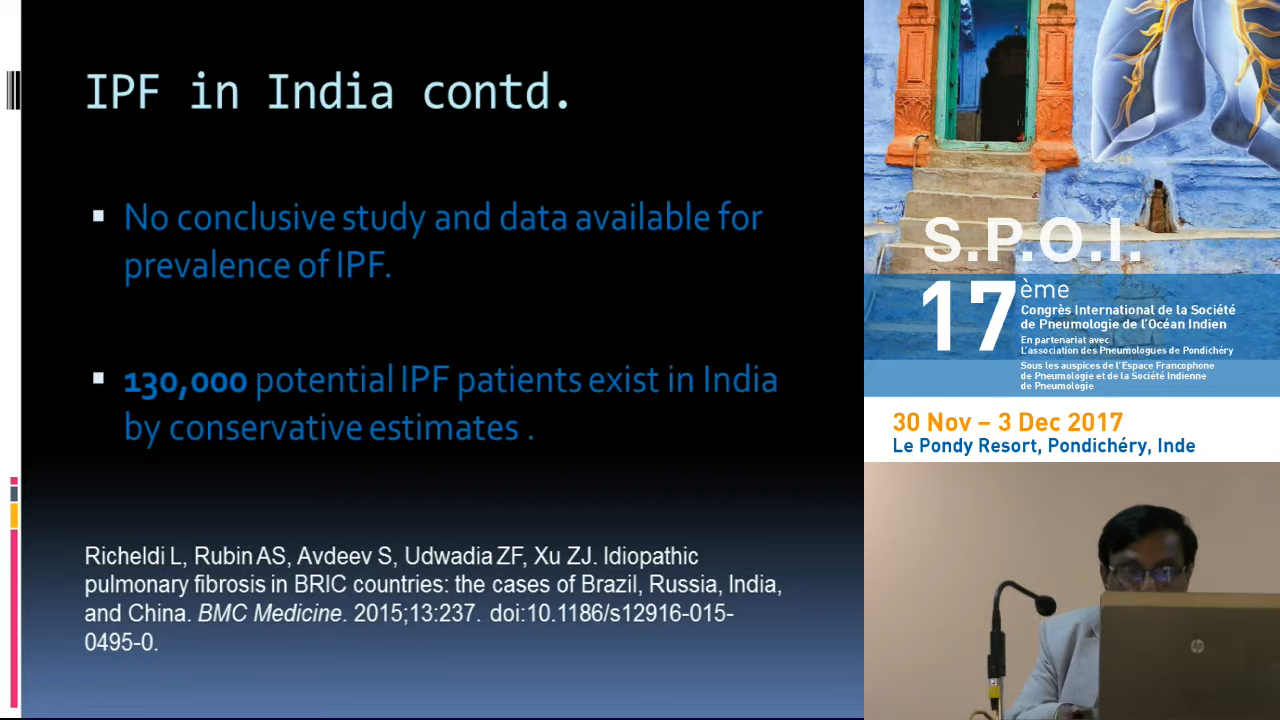 IPF in India contd.
No conclusive study and data available for
prevalence of IPF.
130,000 potential IPF patients exist in India
by conservative estimates .
Richeldi L, Rubin AS, Avdeev S, Udwadia ZF, Xu ZJ. Idiopathic
pulmonary fibrosis in BRIC countries: the cases of Brazil, Russia, India,
and China. BMC Medicine. 2015;13:237. doi:10.1186/s12916-015-
0495-0.
S.P.O.I.
17ème
Congrès International de la Société
de Pneumologie de l'Océan Indien
En partenariat avec
L'association des Pneumologues de Pondichéry
Sous les auspices de l'Espace Francophone
de Pneumologie et de la Société Indienne
de Pneumologie
30 Nov – 3 Dec 2017
Le Pondy Resort, Pondichéry, Inde
hp